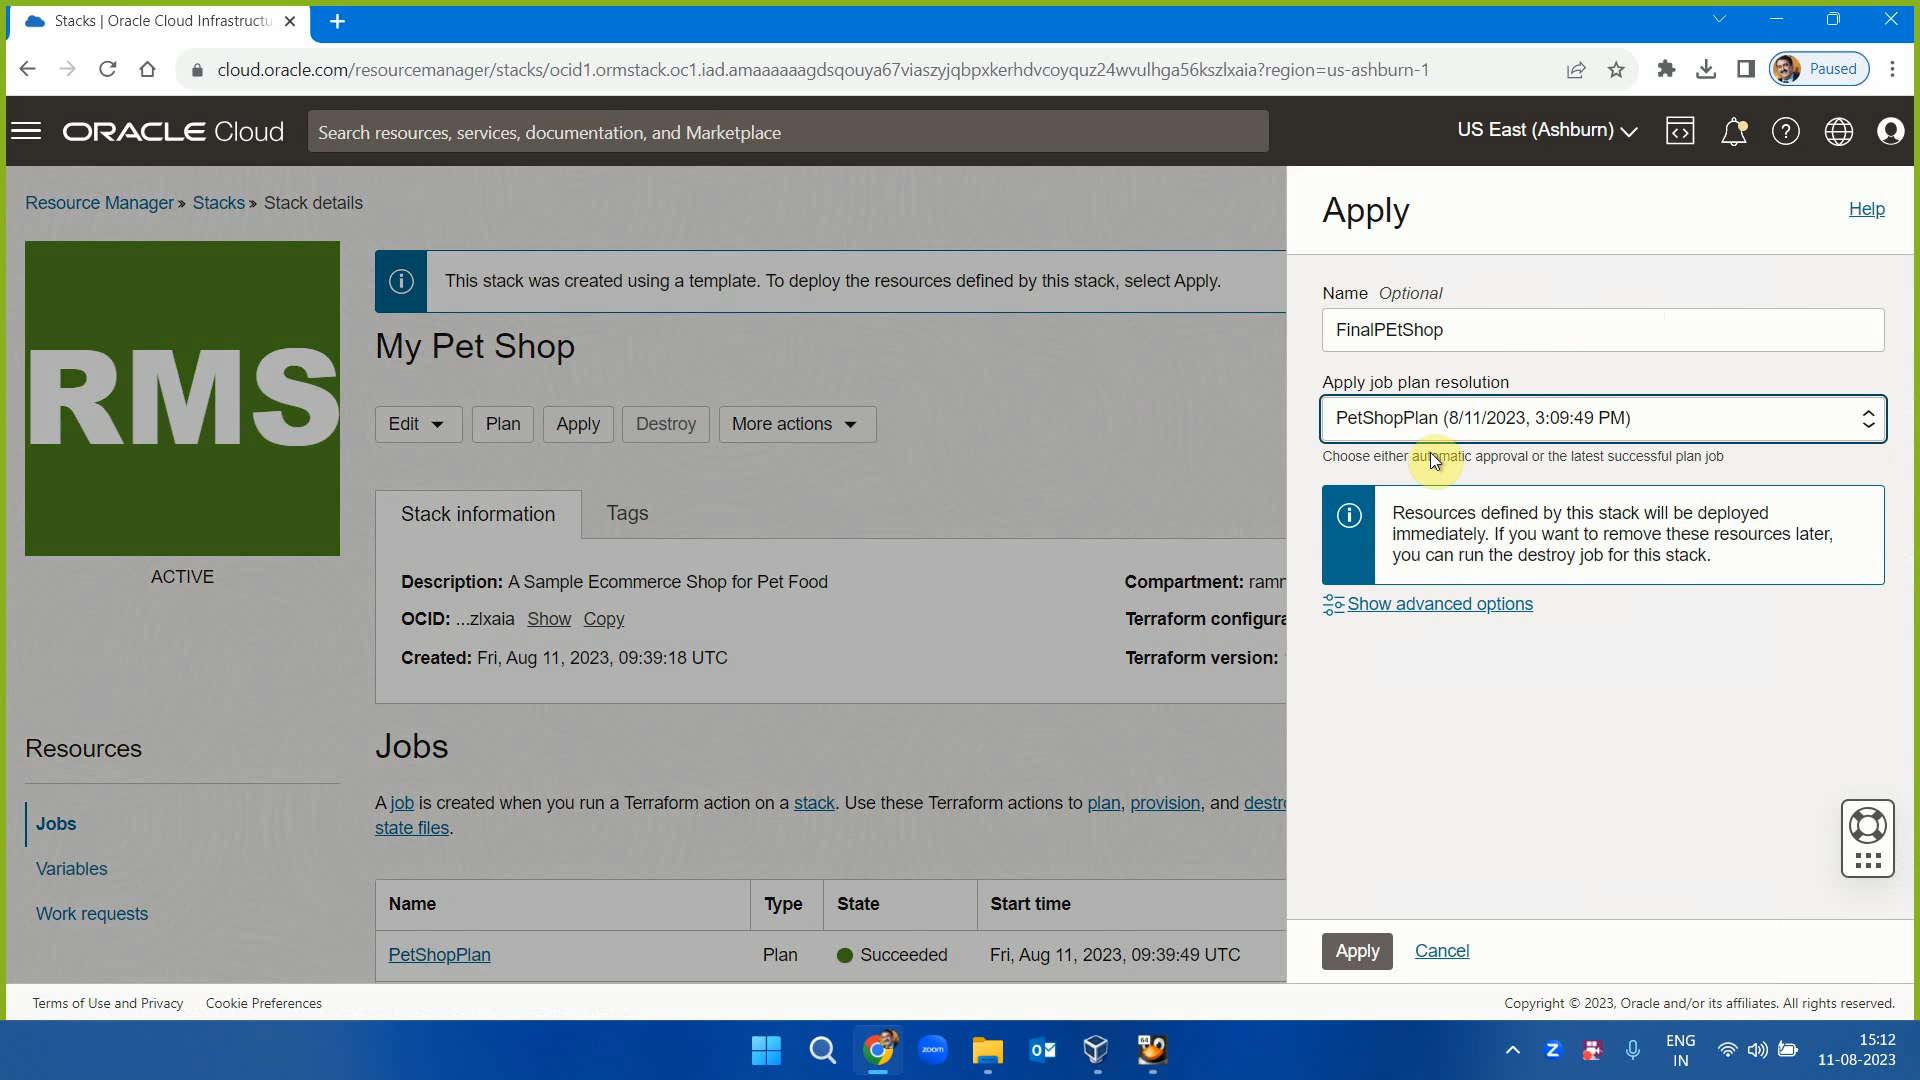 Stacks | Oracle Cloud Infrastructu
cloud.oracle.com/resourcemanager/stacks/ocid1.ormstack.oc1.iad.amaaaaaagdsqouya67viaszyjqbpxkerhdvcoyquz24wvulhga56kszlxaia?region=us-ashburn-1
Paused
ORACLE Cloud
Search resources, services, documentation, and Marketplace
US East (Ashburn)
Resource Manager » Stacks » Stack details
RMS
ACTIVE
This stack was created using a template. To deploy the resources defined by this stack, select Apply.
My Pet Shop
Edit
Plan
Apply
Destroy
More actions
Stack information
Tags
Description: A Sample Ecommerce Shop for Pet Food
OCID: ...zlxaia Show Copy
Created: Fri, Aug 11, 2023, 09:39:18 UTC
Compartment: ramr
Terraform configura
Terraform version:
Resources
Jobs
Variables
Work requests
Jobs
A job is created when you run a Terraform action on a stack. Use these Terraform actions to plan, provision, and destro
state files.
Name Type State Start time
PetShopPlan Plan Succeeded Fri, Aug 11, 2023, 09:39:49 UTC
Apply
Help
Name Optional
FinalPEtShop
Apply job plan resolution
PetShopPlan (8/11/2023, 3:09:49 PM)
Choose either automatic approval or the latest successful plan job
Resources defined by this stack will be deployed
immediately. If you want to remove these resources later,
you can run the destroy job for this stack.
Show advanced options
Apply
Cancel
Terms of Use and Privacy
Cookie Preferences
Copyright © 2023, Oracle and/or its affiliates. All rights reserved.
zoom
64
ENG
IN
15:12
11-08-2023